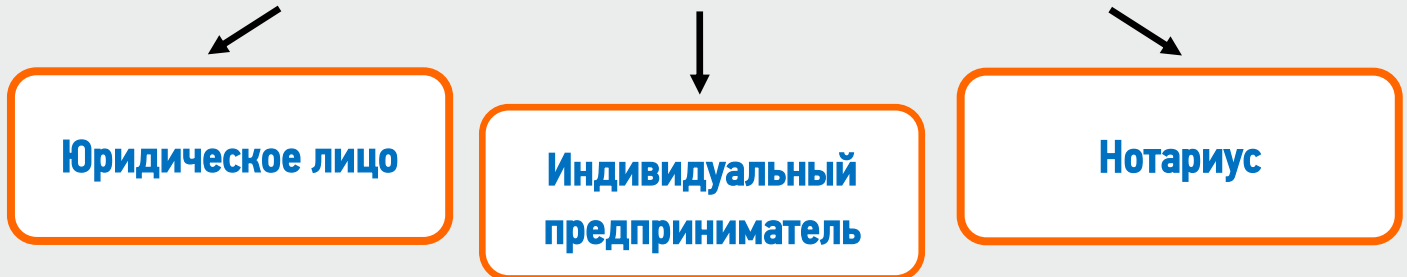 Юридическое лицо
Индивидуальный
предприниматель
Нотариус